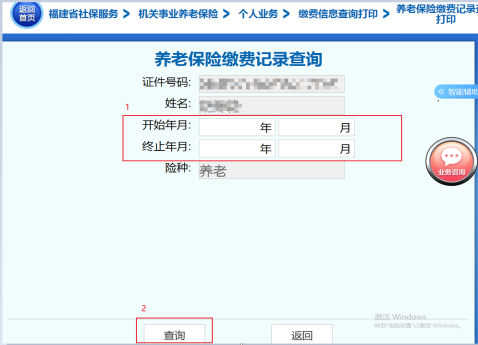 返回
首页
福建省社保服务 > 机关事业养老保险 > 个人业务 > 缴费信息查询打印 > 养老保险缴费记录查
打印
养老保险缴费记录查询
证件号码:
姓名:
1
开始年月: 年 月
终止年月: 年 月
险种: 养老
智能辅助
业务咨询
2
查询 返回
激活 Windows
转到"电脑设置"以激活 Windows。